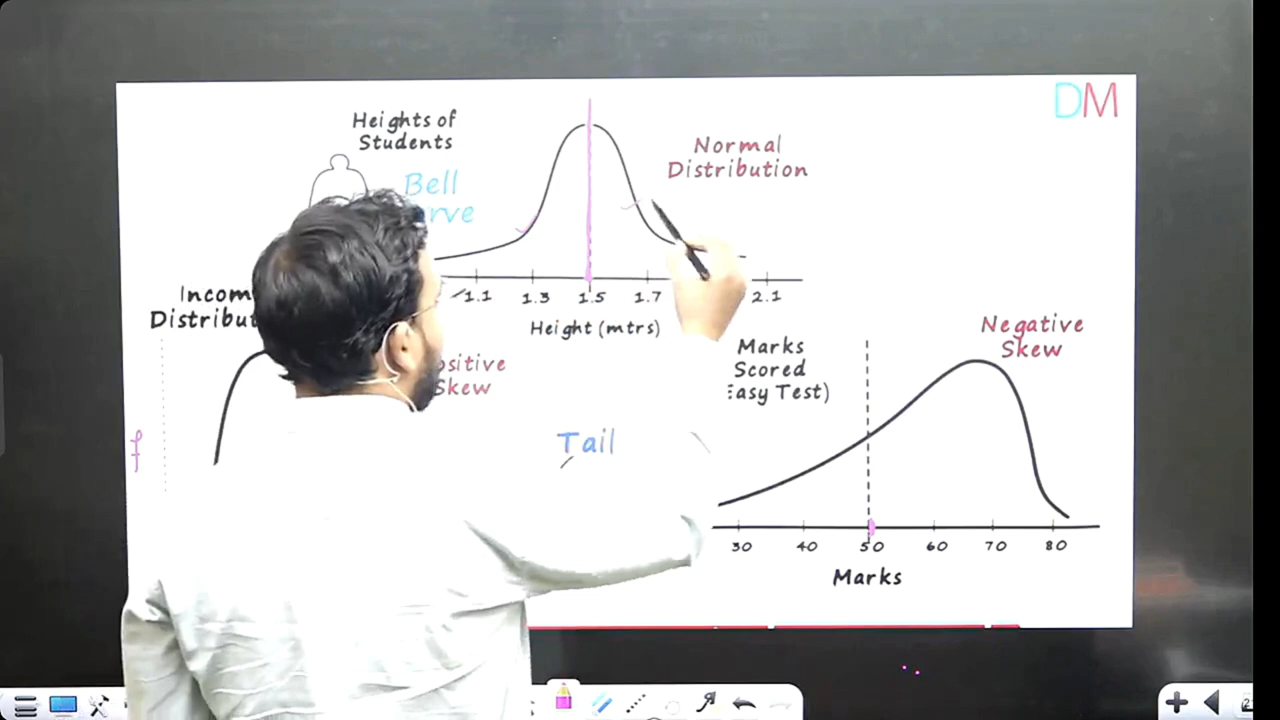 DM
Heights of
Students
Bell
Normal
Distribution
1.1 1.3 1.5 1.7 2.1
Height (mtrs)
f
Tail
Skew
Marks
Scored
Test)
Negative
Skew
30 40 50 60 70 80
Marks